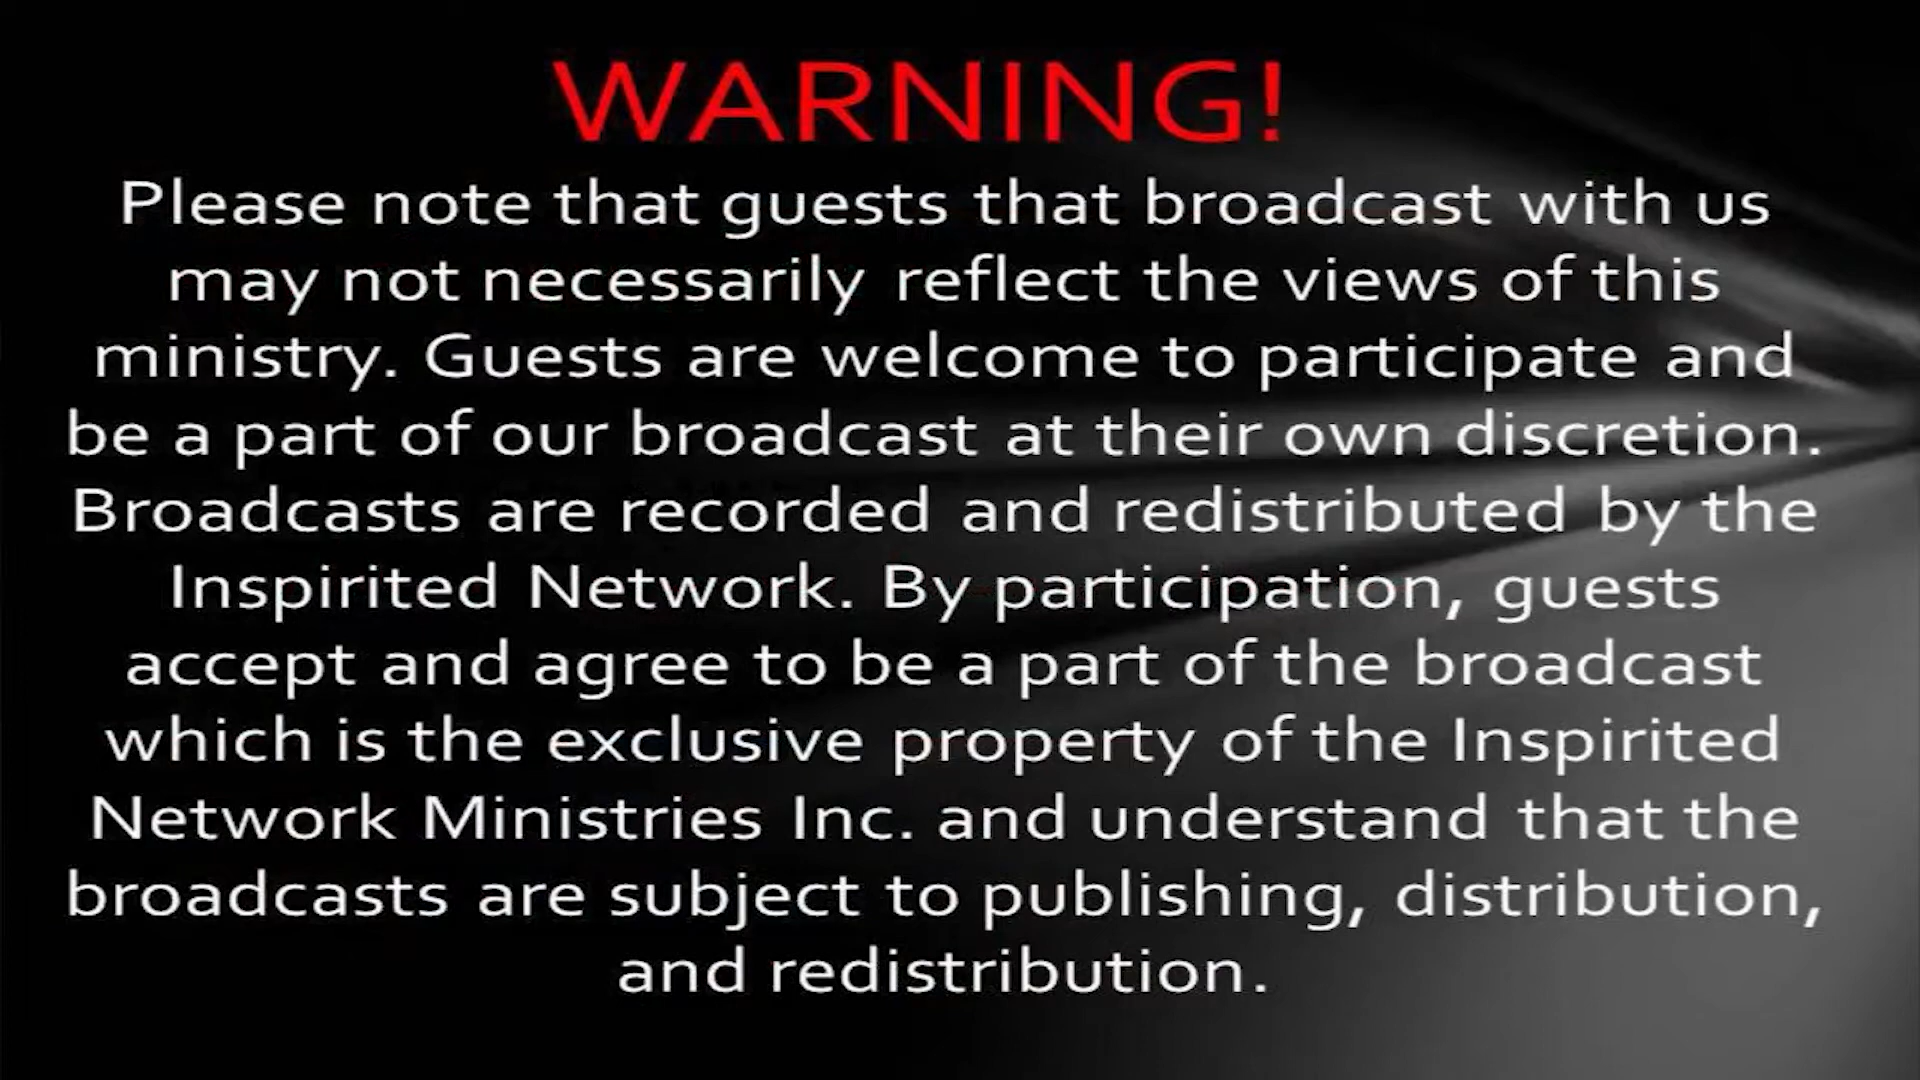 WARNING!
Please note that guests that broadcast with us
may not necessarily reflect the views of this
ministry. Guests are welcome to participate and
be a part of our broadcast at their own discretion.
Broadcasts are recorded and redistributed by the
Inspirited Network. By participation, guests
accept and agree to be a part of the broadcast
which is the exclusive property of the Inspirited
Network Ministries Inc. and understand that the
broadcasts are subject to publishing, distribution,
and redistribution.